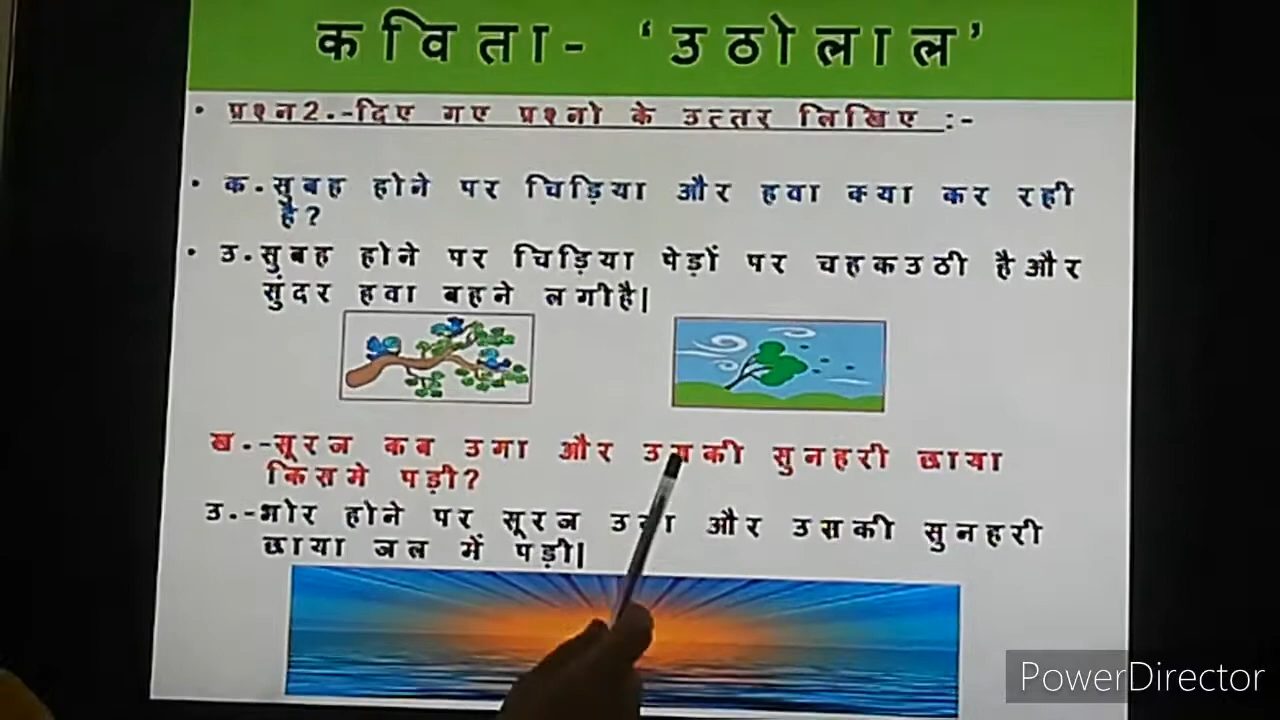 कविता- ‘उठोलाल’
• प्रश्न2.-दिए गए प्रश्नो के उत्तर लिखिए :-
• क.सुबह होने पर चिड़िया और हवा क्या कर रही
है?
• उ.सुबह होने पर चिड़िया पेड़ों पर चहकउठी हैऔर
सुंदर हवा बहने लगीहै|
ख.-सूरज कब उगा और उसकी सुनहरी छाया
किसमे पड़ी?
उ.-भोर होने पर सूरज उगा और उसकी सुनहरी
छाया जल में पड़ी|
PowerDirector